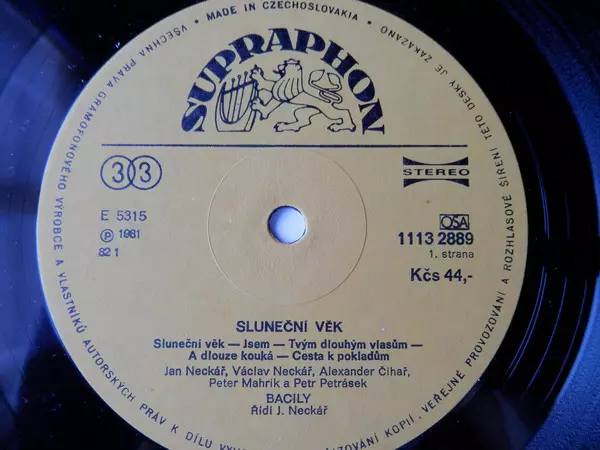 • MADE IN CZECHOSLOVAKIA •
VŠECHNA PRÁVA GRAMOFONOVÉHO VÝROBCE A VLASTNÍKŮ AUTORSKÝCH PRÁV K DÍLU
KOPIÍ, VEŘEJNÉ PROVOZOVÁNÍ A ROZHLASOVÉ ŠÍŘENÍ TÉTO DESKY JE ZAKÁZÁNO
SUPRAPHON
33
STEREO
E 5315
Ⓟ 1981
82 1
OSA
1113 2889
1. strana
Kčs 44,-
SLUNEČNÍ VĚK
Sluneční věk — Jsem — Tvým dlouhým vlasům —
A dlouze kouká — Cesta k pokladům
Jan Neckář, Václav Neckář, Alexander Čihař,
Peter Mahrik a Petr Petrásek
BACILY
Řídí J. Neckář